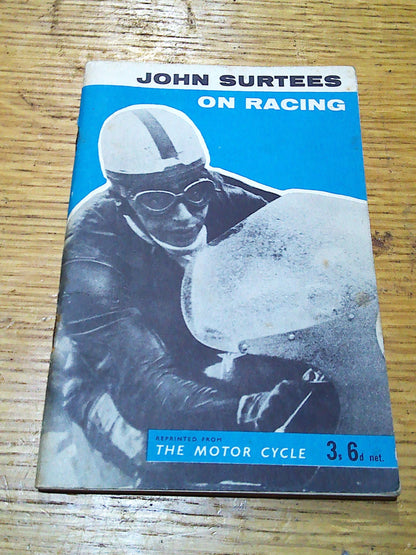 JOHN SURTEES
ON RACING
REPRINTED FROM
THE MOTOR CYCLE 3s 6d net.